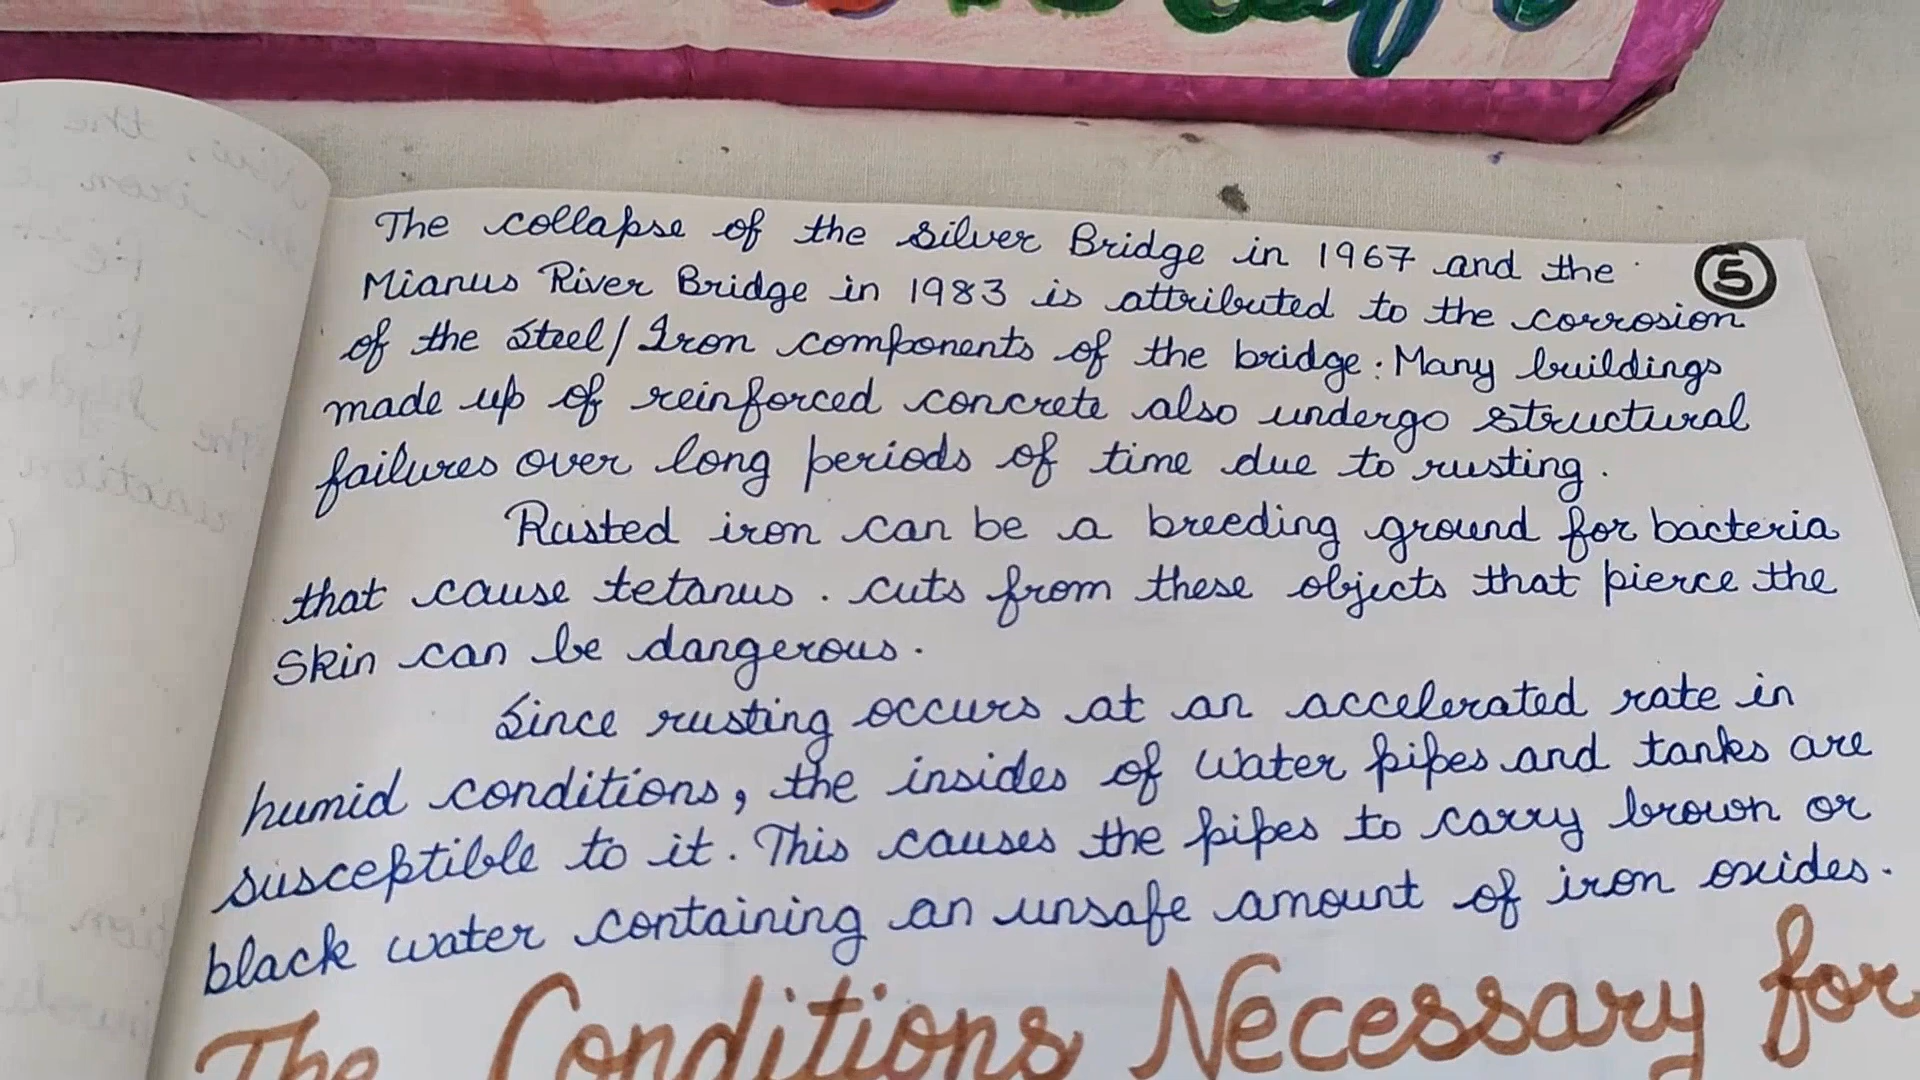 The collapse of the Silver Bridge in 1967 and the
5
Mianus River Bridge in 1983 is attributed to the corrosion
of the Steel/Iron components of the bridge. Many buildings
made up of reinforced concrete also undergo structural
failures over long periods of time due to rusting.
Rusted iron can be a breeding ground for bacteria
that cause tetanus. cuts from these objects that pierce the
Skin can be dangerous.
Since rusting occurs at an accelerated rate in
humid conditions, the insides of Water pipes and tanks are
susceptible to it. This causes the pipes to carry brown or
black water containing an unsafe amount of iron oxides.
The Conditions Necessary for